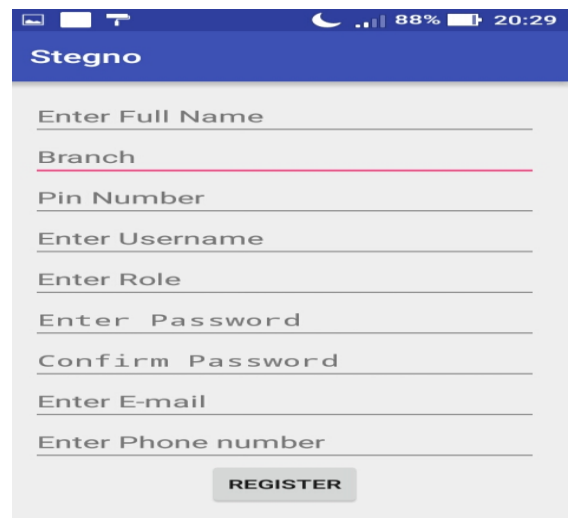 88% 20:29
Stegno
Enter Full Name
Branch
Pin Number
Enter Username
Enter Role
Enter Password
Confirm Password
Enter E-mail
Enter Phone number
REGISTER